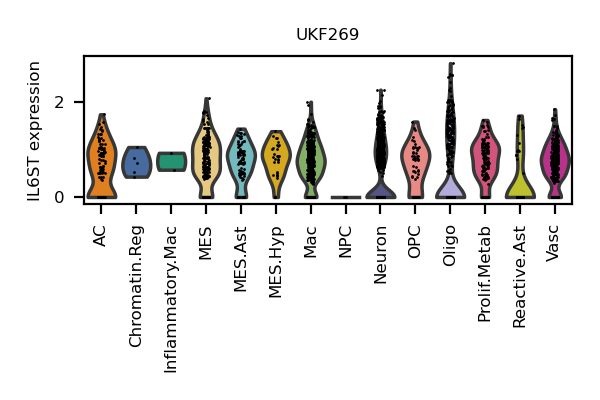 UKF269
IL6ST expression
2
0
AC
Chromatin.Reg
Inflammatory.Mac
MES
MES.Ast
MES.Hyp
Mac
NPC
Neuron
OPC
Oligo
Prolif.Metab
Reactive.Ast
Vasc